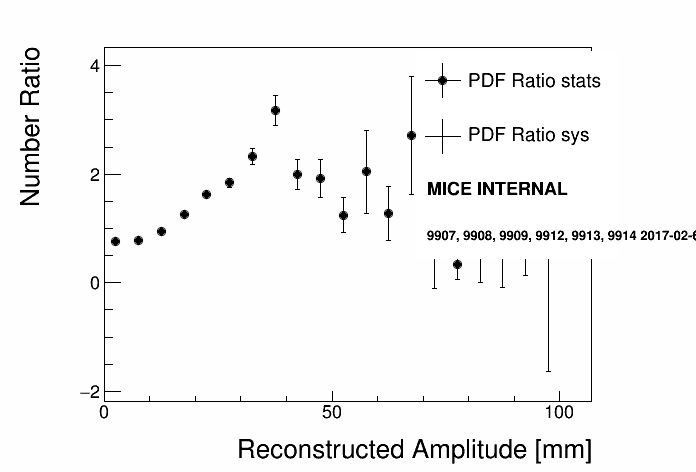 Number Ratio
4
2
0
−2
0
50
100
Reconstructed Amplitude [mm]
PDF Ratio stats
PDF Ratio sys
MICE INTERNAL
9907, 9908, 9909, 9912, 9913, 9914 2017-02-6